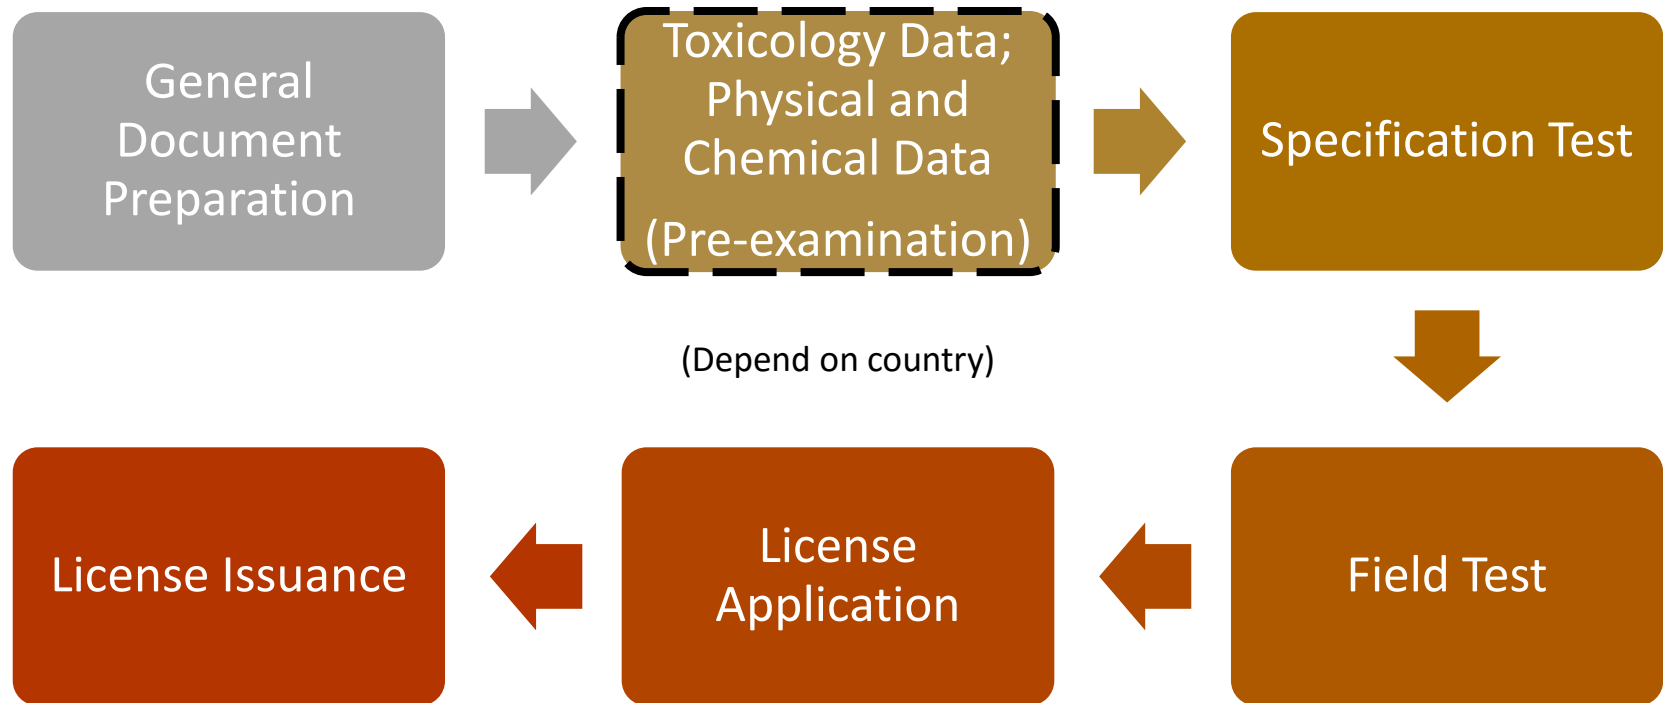 General
Document
Preparation
Toxicology Data;
Physical and
Chemical Data
(Pre-examination)
Specification Test
(Depend on country)
License Issuance
License
Application
Field Test